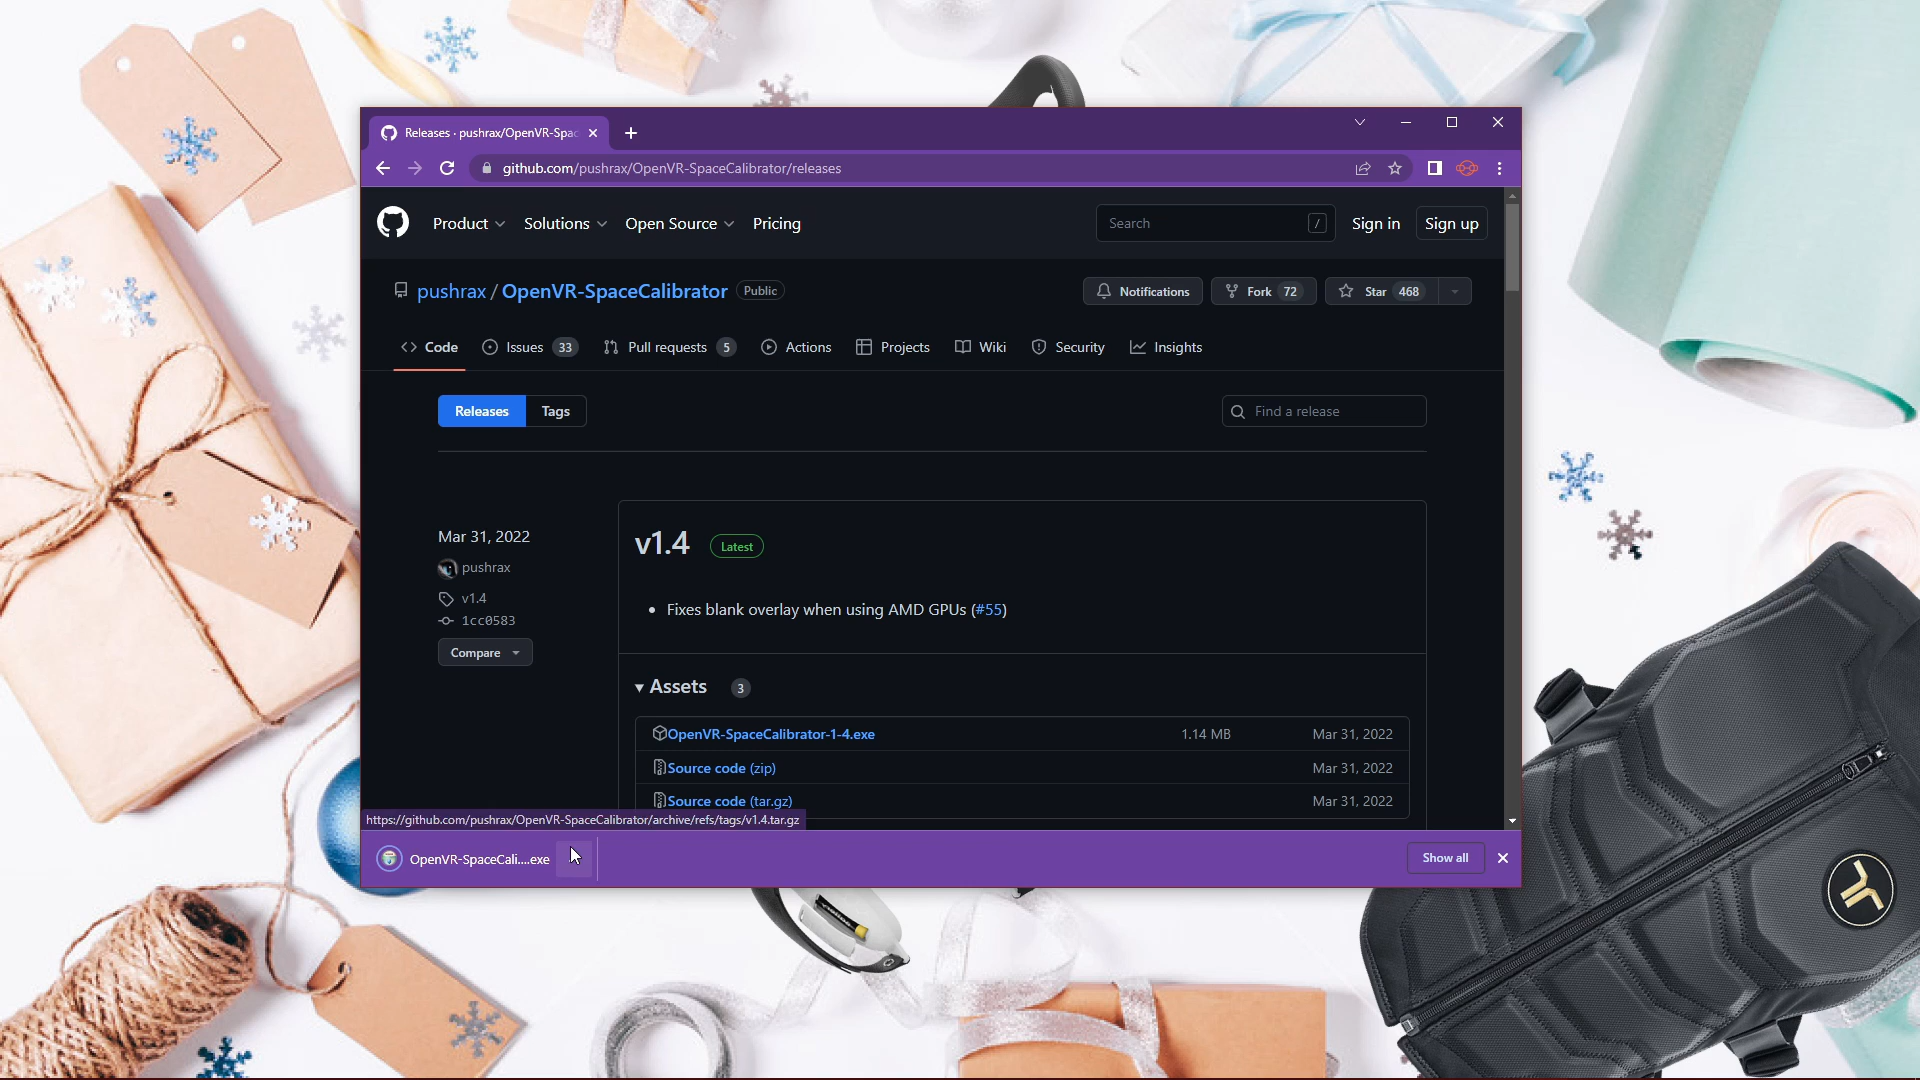 Releases · pushrax/OpenVR-Spac
github.com/pushrax/OpenVR-SpaceCalibrator/releases
Product Solutions Open Source Pricing Search / Sign in Sign up
pushrax / OpenVR-SpaceCalibrator Public Notifications Fork 72 Star 468
Code Issues 33 Pull requests 5 Actions Projects Wiki Security Insights
Releases Tags Find a release
Mar 31, 2022
pushrax
v1.4
1cc0583
Compare
v1.4 Latest
Fixes blank overlay when using AMD GPUs (#55)
Assets 3
OpenVR-SpaceCalibrator-1-4.exe 1.14 MB Mar 31, 2022
Source code (zip) Mar 31, 2022
Source code (tar.gz) Mar 31, 2022
https://github.com/pushrax/OpenVR-SpaceCalibrator/archive/refs/tags/v1.4.tar.gz
OpenVR-SpaceCali....exe Show all